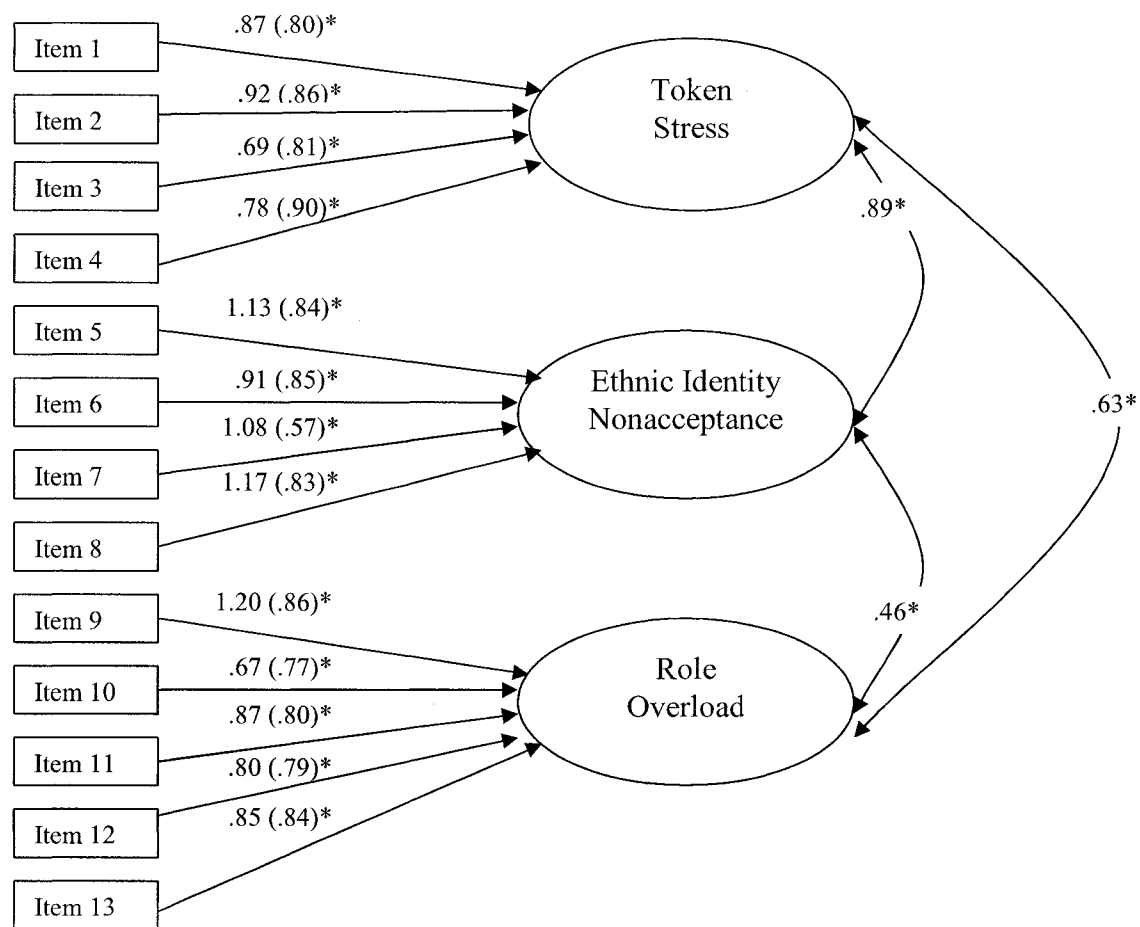 Item 1
.87 (.80)*
Item 2
.92 (.86)*
Item 3
.69 (.81)*
Item 4
.78 (.90)*
Token
Stress
.89*
Item 5
1.13 (.84)*
Item 6
.91 (.85)*
Item 7
1.08 (.57)*
Item 8
1.17 (.83)*
Ethnic Identity
Nonacceptance
.63*
Item 9
1.20 (.86)*
Item 10
.67 (.77)*
Item 11
.87 (.80)*
Item 12
.80 (.79)*
Item 13
.85 (.84)*
Role
Overload
.46*